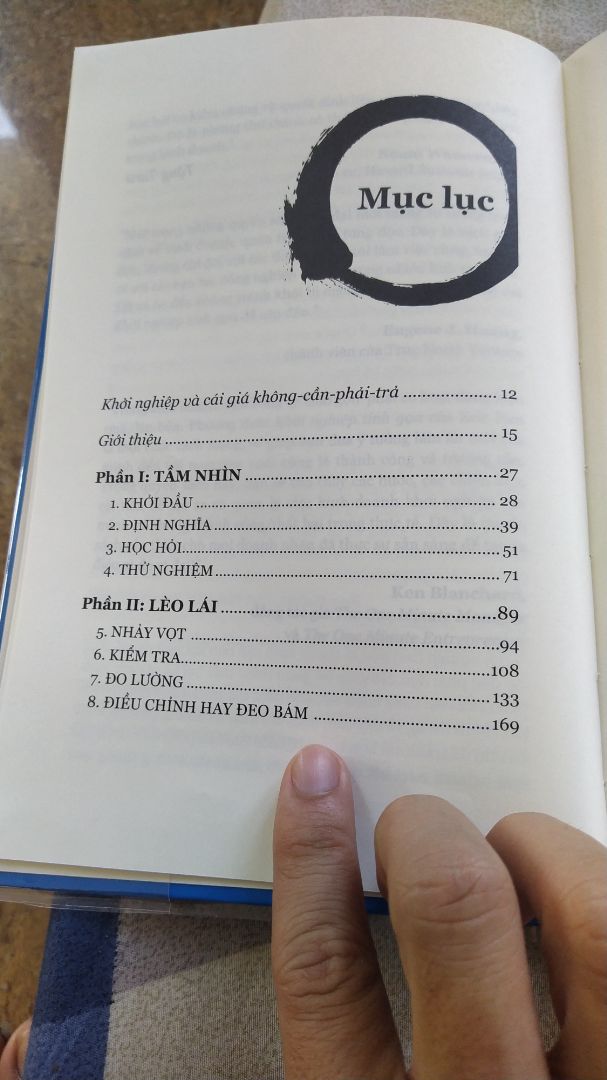 Mục lục
Khởi nghiệp và cái giá không-cần-phải-trả ..................... 12
Giới thiệu ..................... 15
Phần I: TẦM NHÌN ..................... 27
1. KHỞI ĐẦU ..................... 28
2. ĐỊNH NGHĨA ..................... 39
3. HỌC HỎI ..................... 51
4. THỬ NGHIỆM ..................... 71
Phần II: LÈO LÁI ..................... 89
5. NHẢY VỌT ..................... 94
6. KIỂM TRA ..................... 108
7. ĐO LƯỜNG ..................... 133
8. ĐIỀU CHỈNH HAY ĐEO BÁM ..................... 169